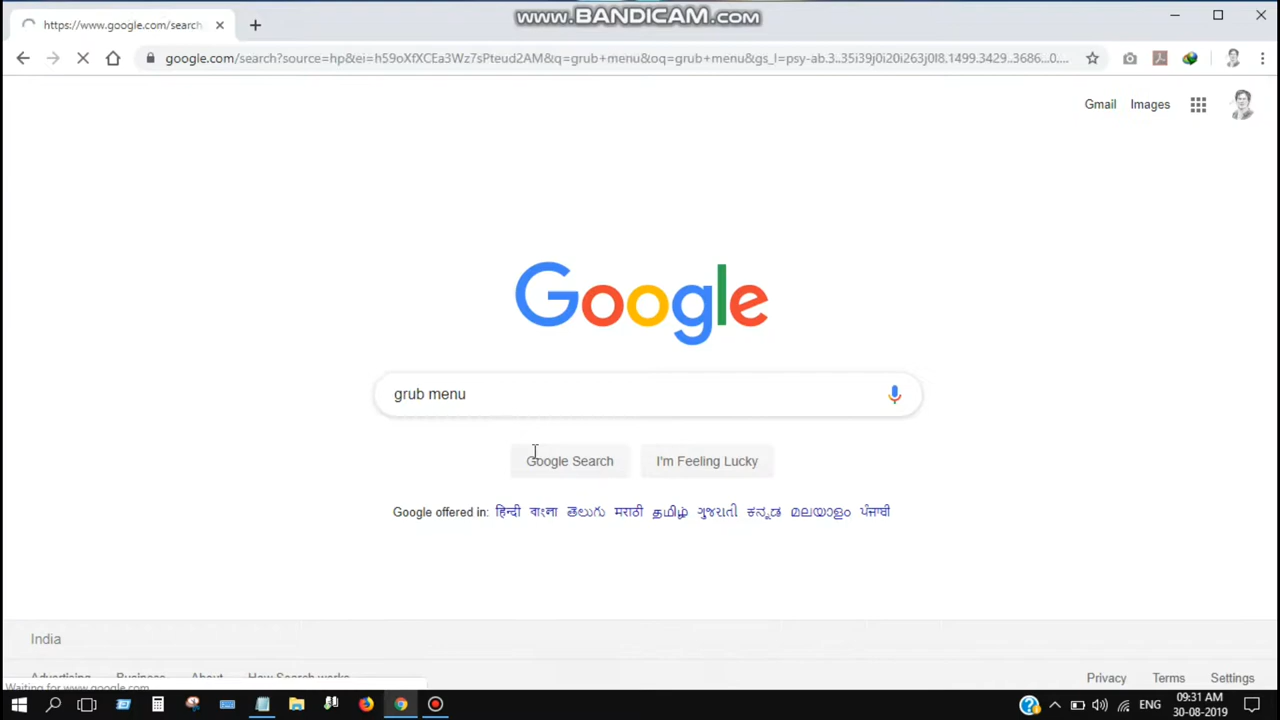 www.BANDICAM.com
https://www.google.com/search
google.com/search?source=hp&ei=h59oXfXCEa3Wz7sPteud2AM&q=grub+menu&oq=grub+menu&gs_l=psy-ab.3..35i39j0i20i263j0l8.1499.3429..3686...0....
Gmail Images
Google
grub menu
Google Search I'm Feeling Lucky
Google offered in: हिन्दी বাংলা తెలుగు मराठी தமிழ் ગુજરાતી ಕನ್ನಡ മലയാളം ਪੰਜਾਬੀ
India
Advertising Business About How Search works
Privacy Terms Settings
Waiting for www.google.com
ENG 09:31 AM
30-08-2019